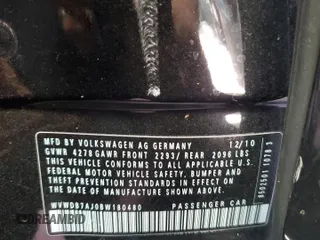 MFD BY VOLKSWAGEN AG GERMANY 12/10
GVWR 4278 GAWR FRONT 2293/ REAR 2096 LBS
THIS VEHICLE CONFORMS TO ALL APPLICABLE
FEDERAL MOTOR VEHICLE SAFETY, BUMPER, AND
THEFT PREVENTION STANDARDS IN EFFECT
ON THE DATE OF MANUFACTURE SHOWN ABOVE
WVWDB7AJ0BW180480 PASSENGER CAR
DREAMBID